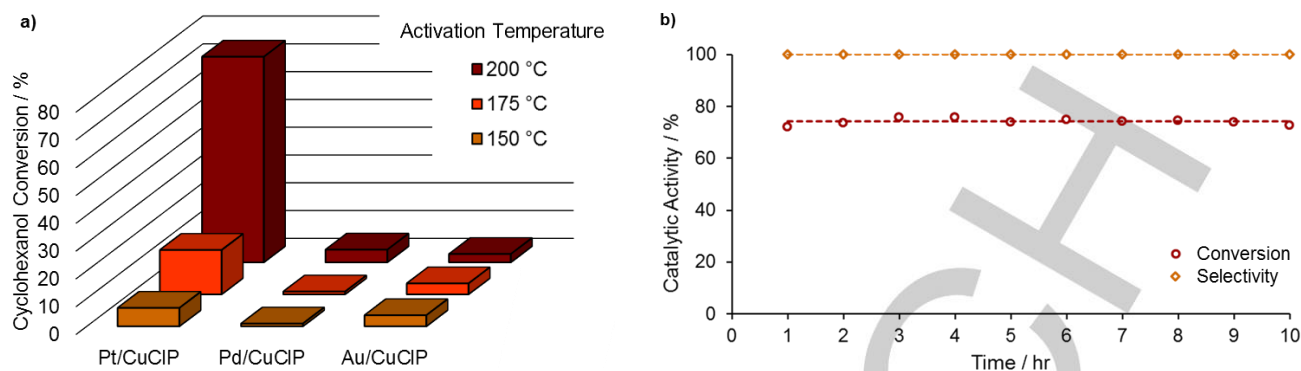 a)
Activation Temperature
200 °C
175 °C
150 °C
Cyclohexanol Conversion / %
80
70
60
50
40
30
20
10
0
Pt/CuClP
Pd/CuClP
Au/CuClP
b)
Catalytic Activity / %
100
80
60
40
20
0
Conversion
Selectivity
0 1 2 3 4 5 6 7 8 9 10
Time / hr
CH